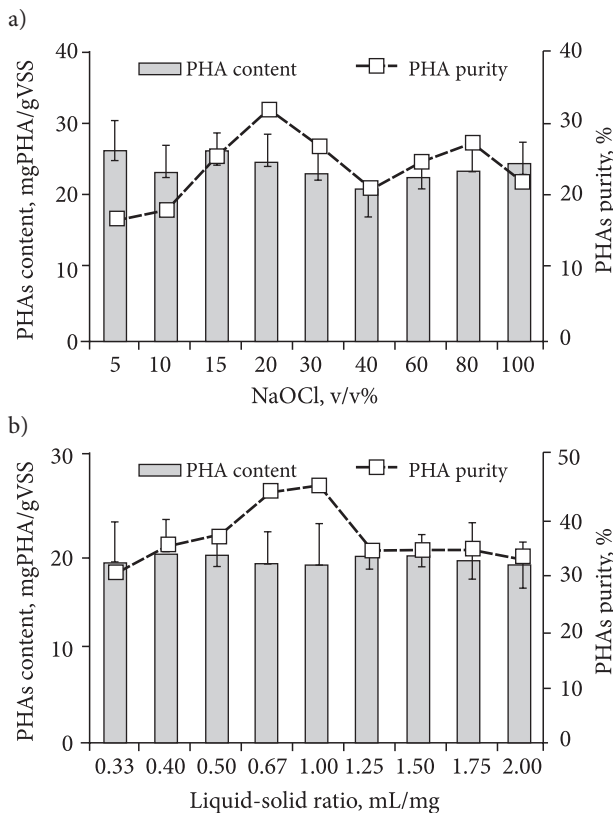 a)
PHA content
PHA purity
PHAs content, mgPHA/gVSS
40
30
20
10
0
PHAs purity, %
40
30
20
10
0
5 10 15 20 30 40 60 80 100
NaOCl, v/v%
b)
PHA content
PHA purity
PHAs content, mgPHA/gVSS
30
20
10
0
PHAs purity, %
50
40
30
20
10
0
0.33 0.40 0.50 0.67 1.00 1.25 1.50 1.75 2.00
Liquid-solid ratio, mL/mg